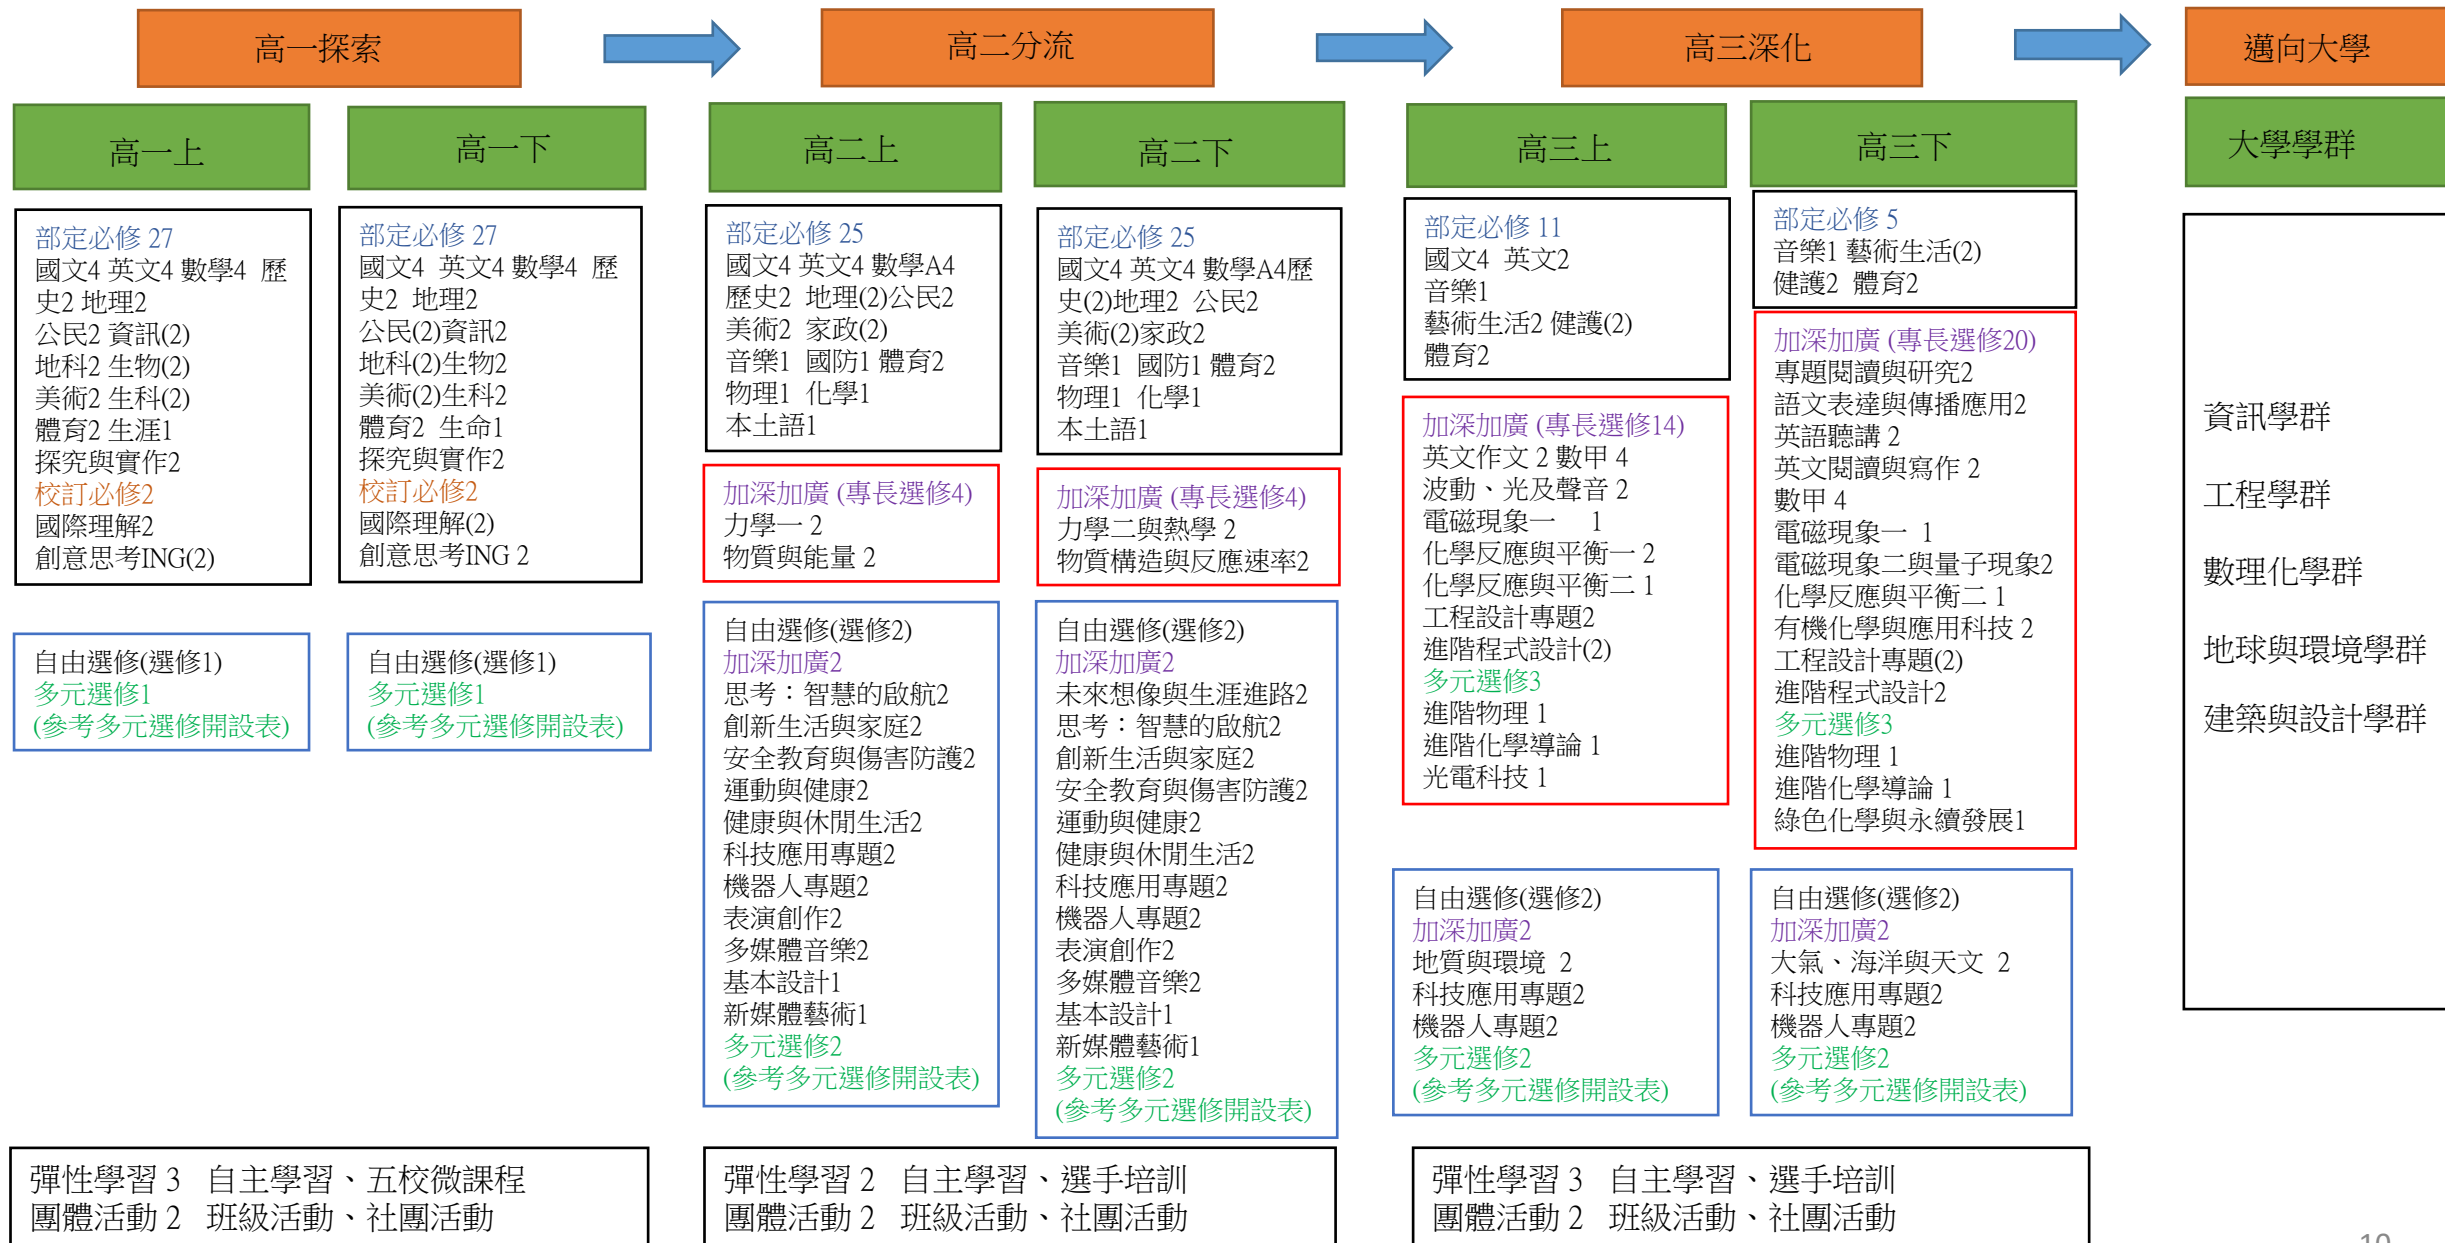 高一探索
高二分流
高三深化
邁向大學
高一上
高一下
高二上
高二下
高三上
高三下
大學學群
部定必修 27
國文4 英文4 數學4 歷
史2 地理2
公民2 資訊(2)
地科2 生物(2)
美術2 生科(2)
體育2 生涯1
探究與實作2
校訂必修2
國際理解2
創意思考ING(2)
自由選修(選修1)
多元選修1
(參考多元選修開設表)
部定必修 27
國文4 英文4 數學4 歷
史2 地理2
公民(2)資訊2
地科(2)生物2
美術(2)生科2
體育2 生命1
探究與實作2
校訂必修2
國際理解(2)
創意思考ING 2
自由選修(選修1)
多元選修1
(參考多元選修開設表)
彈性學習 3 自主學習、五校微課程
團體活動 2 班級活動、社團活動
部定必修 25
國文4 英文4 數學A4
歷史2 地理(2)公民2
美術2 家政(2)
音樂1 國防1 體育2
物理1 化學1
本土語1
加深加廣 (專長選修4)
力學一 2
物質與能量 2
自由選修(選修2)
加深加廣2
思考：智慧的啟航2
創新生活與家庭2
安全教育與傷害防護2
運動與健康2
健康與休閒生活2
科技應用專題2
機器人專題2
表演創作2
多媒體音樂2
基本設計1
新媒體藝術1
多元選修2
(參考多元選修開設表)
部定必修 25
國文4 英文4 數學A4歷
史(2)地理2 公民2
美術(2)家政2
音樂1 國防1 體育2
物理1 化學1
本土語1
加深加廣 (專長選修4)
力學二與熱學 2
物質構造與反應速率2
自由選修(選修2)
加深加廣2
未來想像與生涯進路2
思考：智慧的啟航2
創新生活與家庭2
安全教育與傷害防護2
運動與健康2
健康與休閒生活2
科技應用專題2
機器人專題2
表演創作2
多媒體音樂2
基本設計1
新媒體藝術1
多元選修2
(參考多元選修開設表)
彈性學習 2 自主學習、選手培訓
團體活動 2 班級活動、社團活動
部定必修 11
國文4 英文2
音樂1
藝術生活2 健護(2)
體育2
加深加廣 (專長選修14)
英文作文 2 數甲 4
波動、光及聲音 2
電磁現象一 1
化學反應與平衡一 2
化學反應與平衡二 1
工程設計專題2
進階程式設計(2)
多元選修3
進階物理 1
進階化學導論 1
光電科技 1
自由選修(選修2)
加深加廣2
地質與環境 2
科技應用專題2
機器人專題2
多元選修2
(參考多元選修開設表)
部定必修 5
音樂1 藝術生活(2)
健護2 體育2
加深加廣 (專長選修20)
專題閱讀與研究2
語文表達與傳播應用2
英語聽講 2
英文閱讀與寫作 2
數甲 4
電磁現象一 1
電磁現象二與量子現象2
化學反應與平衡二 1
有機化學與應用科技 2
工程設計專題(2)
進階程式設計2
多元選修3
進階物理 1
進階化學導論 1
綠色化學與永續發展1
自由選修(選修2)
加深加廣2
大氣、海洋與天文 2
科技應用專題2
機器人專題2
多元選修2
(參考多元選修開設表)
彈性學習 3 自主學習、選手培訓
團體活動 2 班級活動、社團活動
資訊學群
工程學群
數理化學群
地球與環境學群
建築與設計學群